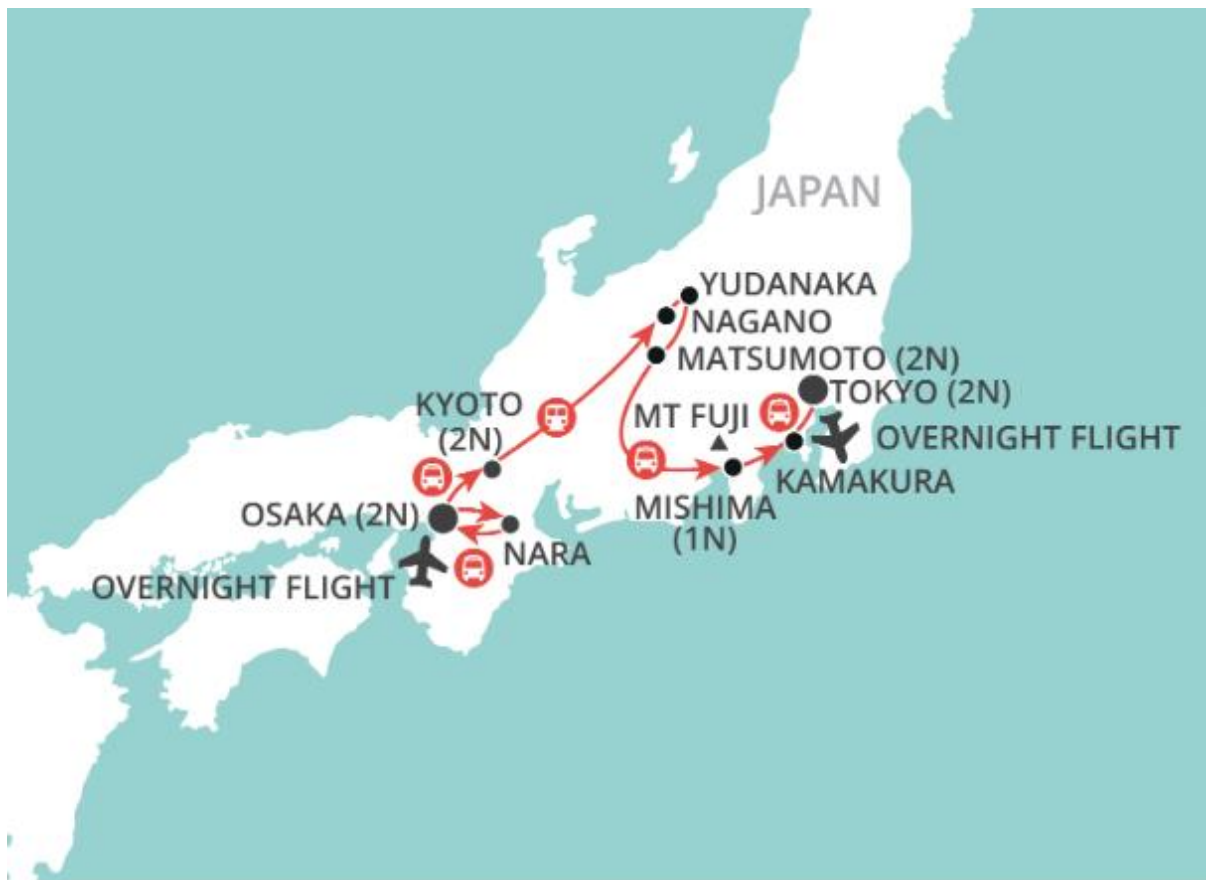 JAPAN
YUDANAKA
NAGANO
MATSUMOTO (2N)
TOKYO (2N)
KYOTO
(2N)
MT FUJI
OVERNIGHT FLIGHT
KAMAKURA
MISHIMA
(1N)
OSAKA (2N)
NARA
OVERNIGHT FLIGHT